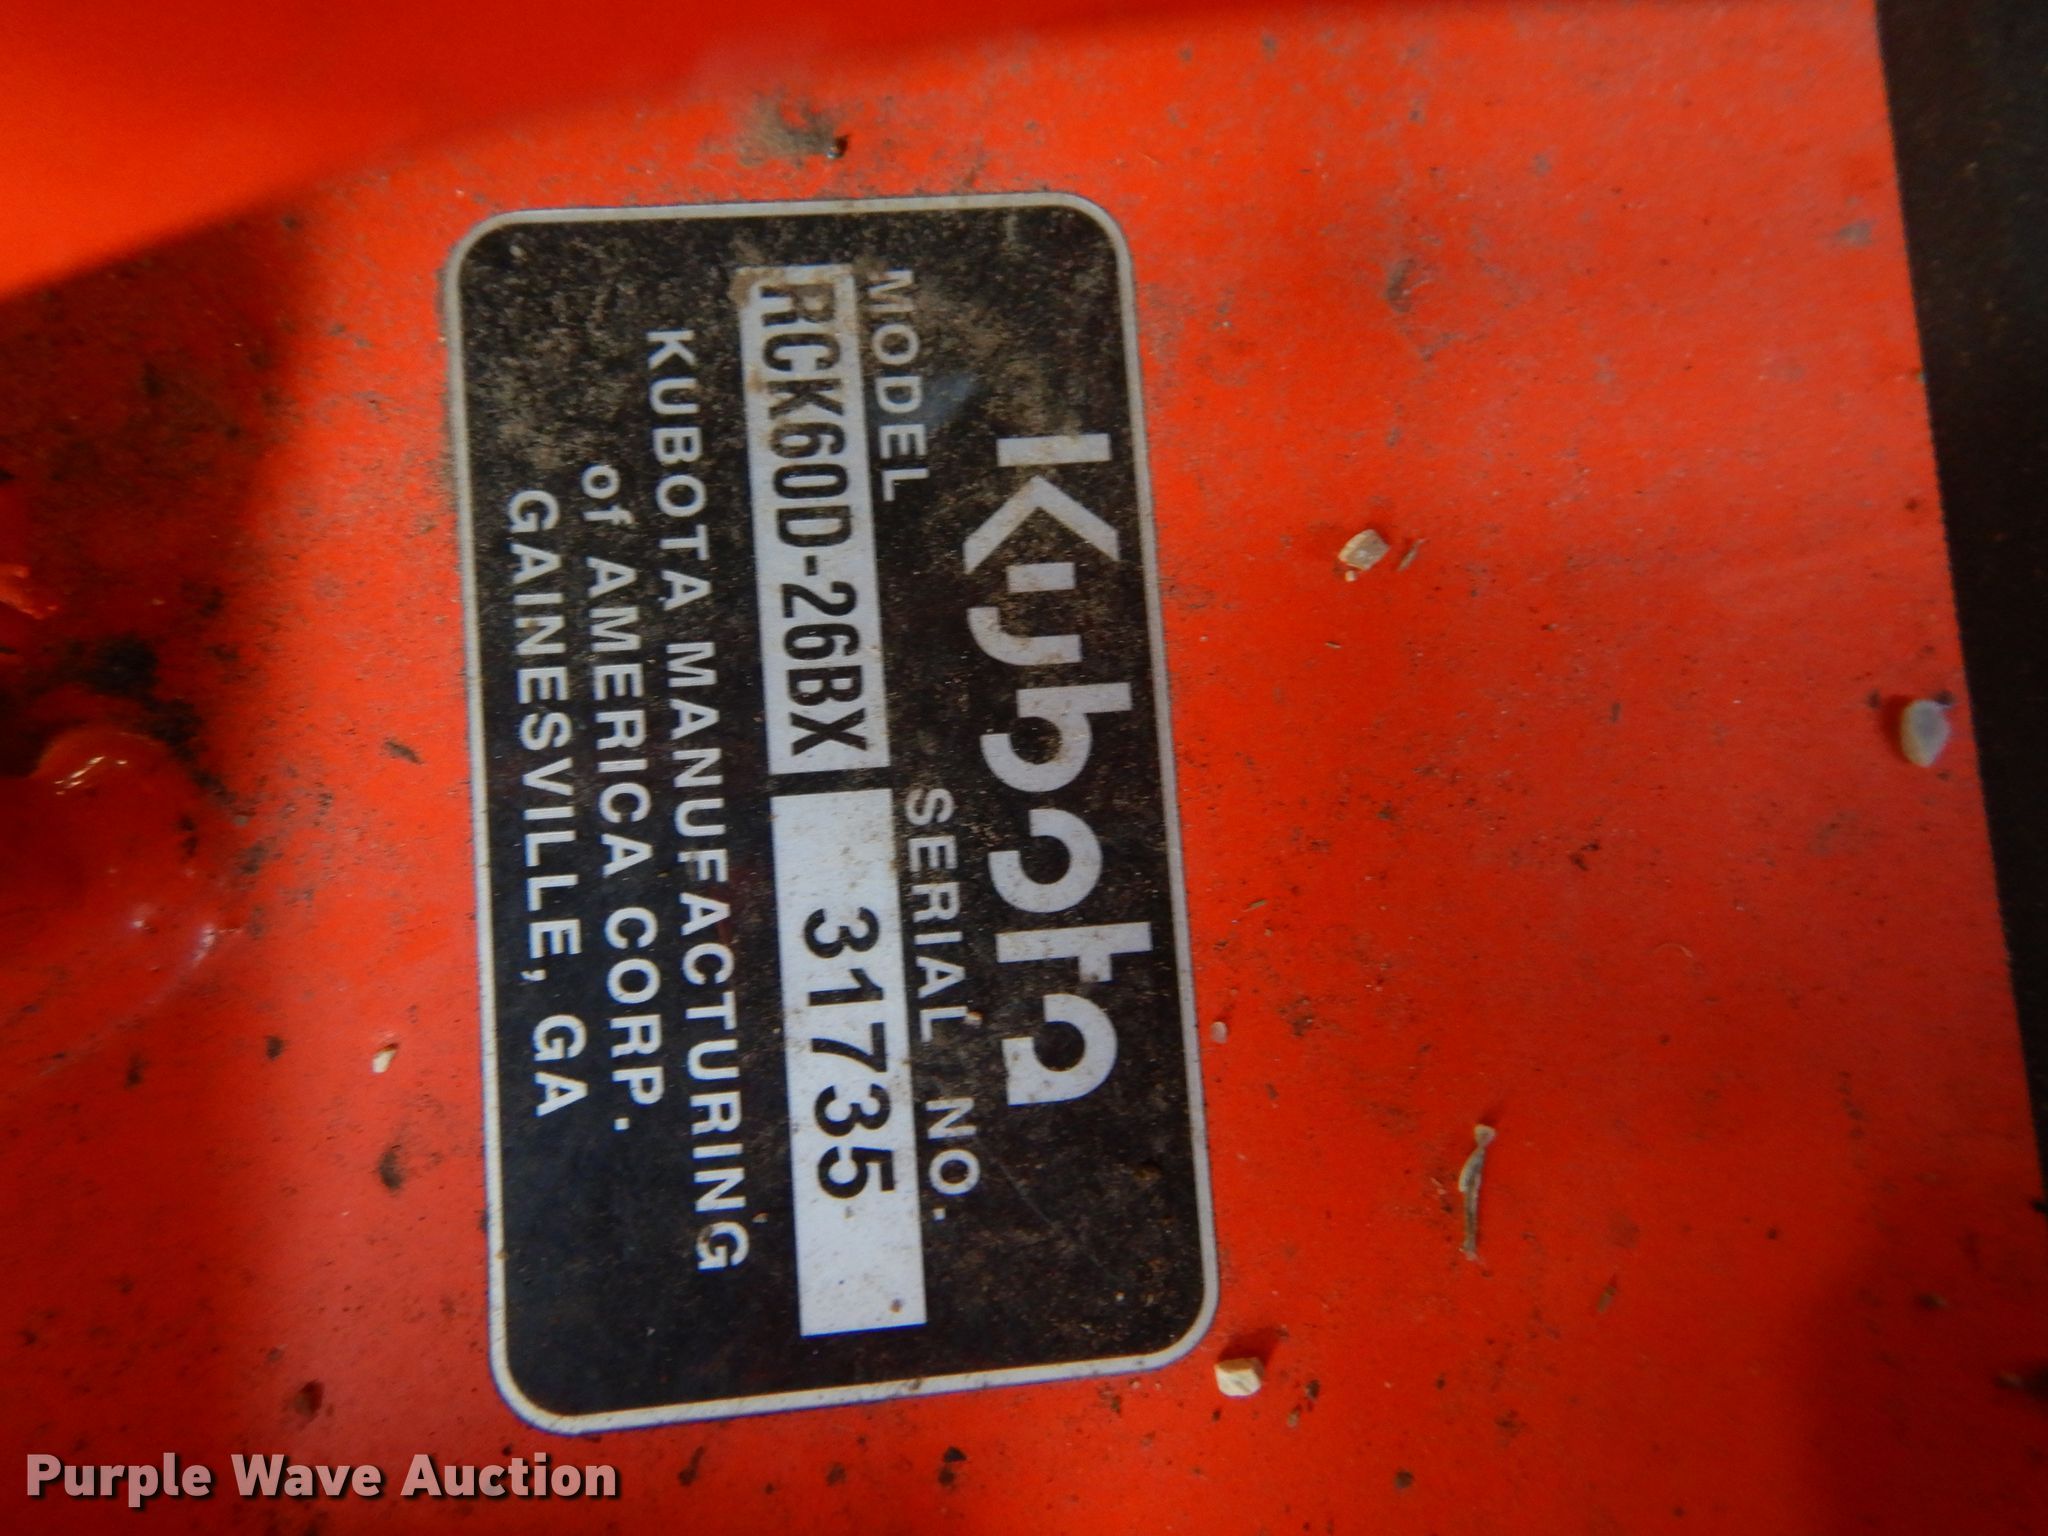 Kubota
MODEL SERIAL NO.
RCK60D-26BX 31735
KUBOTA MANUFACTURING
of AMERICA CORP.
GAINESVILLE, GA
Purple Wave Auction